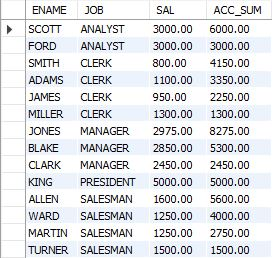 ENAME JOB SAL ACC_SUM
SCOTT ANALYST 3000.00 6000.00
FORD ANALYST 3000.00 3000.00
SMITH CLERK 800.00 4150.00
ADAMS CLERK 1100.00 3350.00
JAMES CLERK 950.00 2250.00
MILLER CLERK 1300.00 1300.00
JONES MANAGER 2975.00 8275.00
BLAKE MANAGER 2850.00 5300.00
CLARK MANAGER 2450.00 2450.00
KING PRESIDENT 5000.00 5000.00
ALLEN SALESMAN 1600.00 5600.00
WARD SALESMAN 1250.00 4000.00
MARTIN SALESMAN 1250.00 2750.00
TURNER SALESMAN 1500.00 1500.00